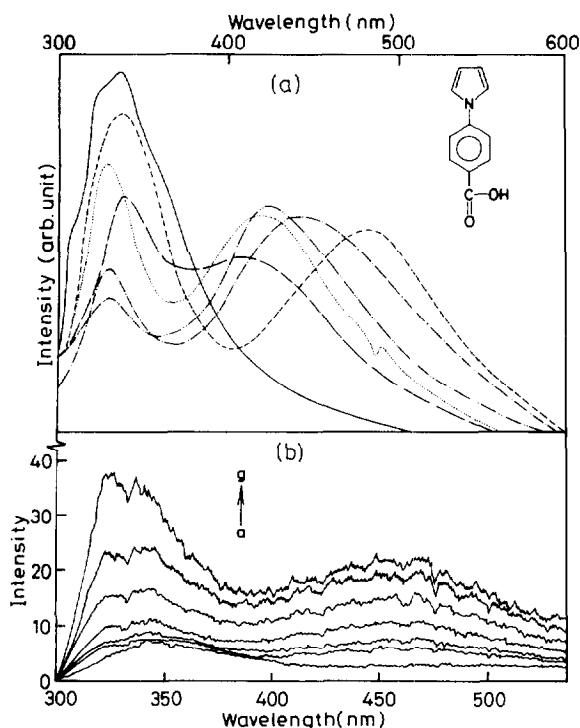 Wavelength (nm)
300 400 500 600
(a)
N
C—OH
O
Intensity (arb. unit)
(b)
g
a
40
30
20
10
0
Intensity
300 350 400 450 500
Wavelength (nm)